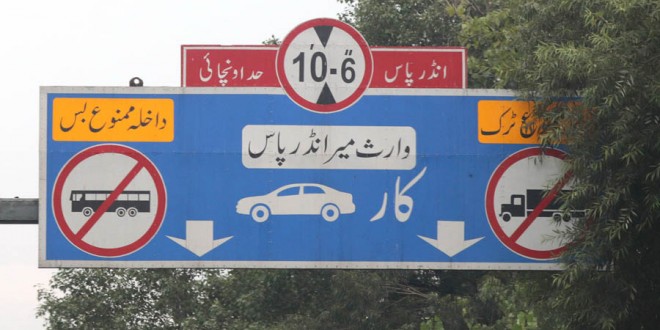 انڈر پاس
10'-6"
حد اونچائی
ٹرک
داخلہ ممنوع بس
وارث میر انڈر پاس
کار